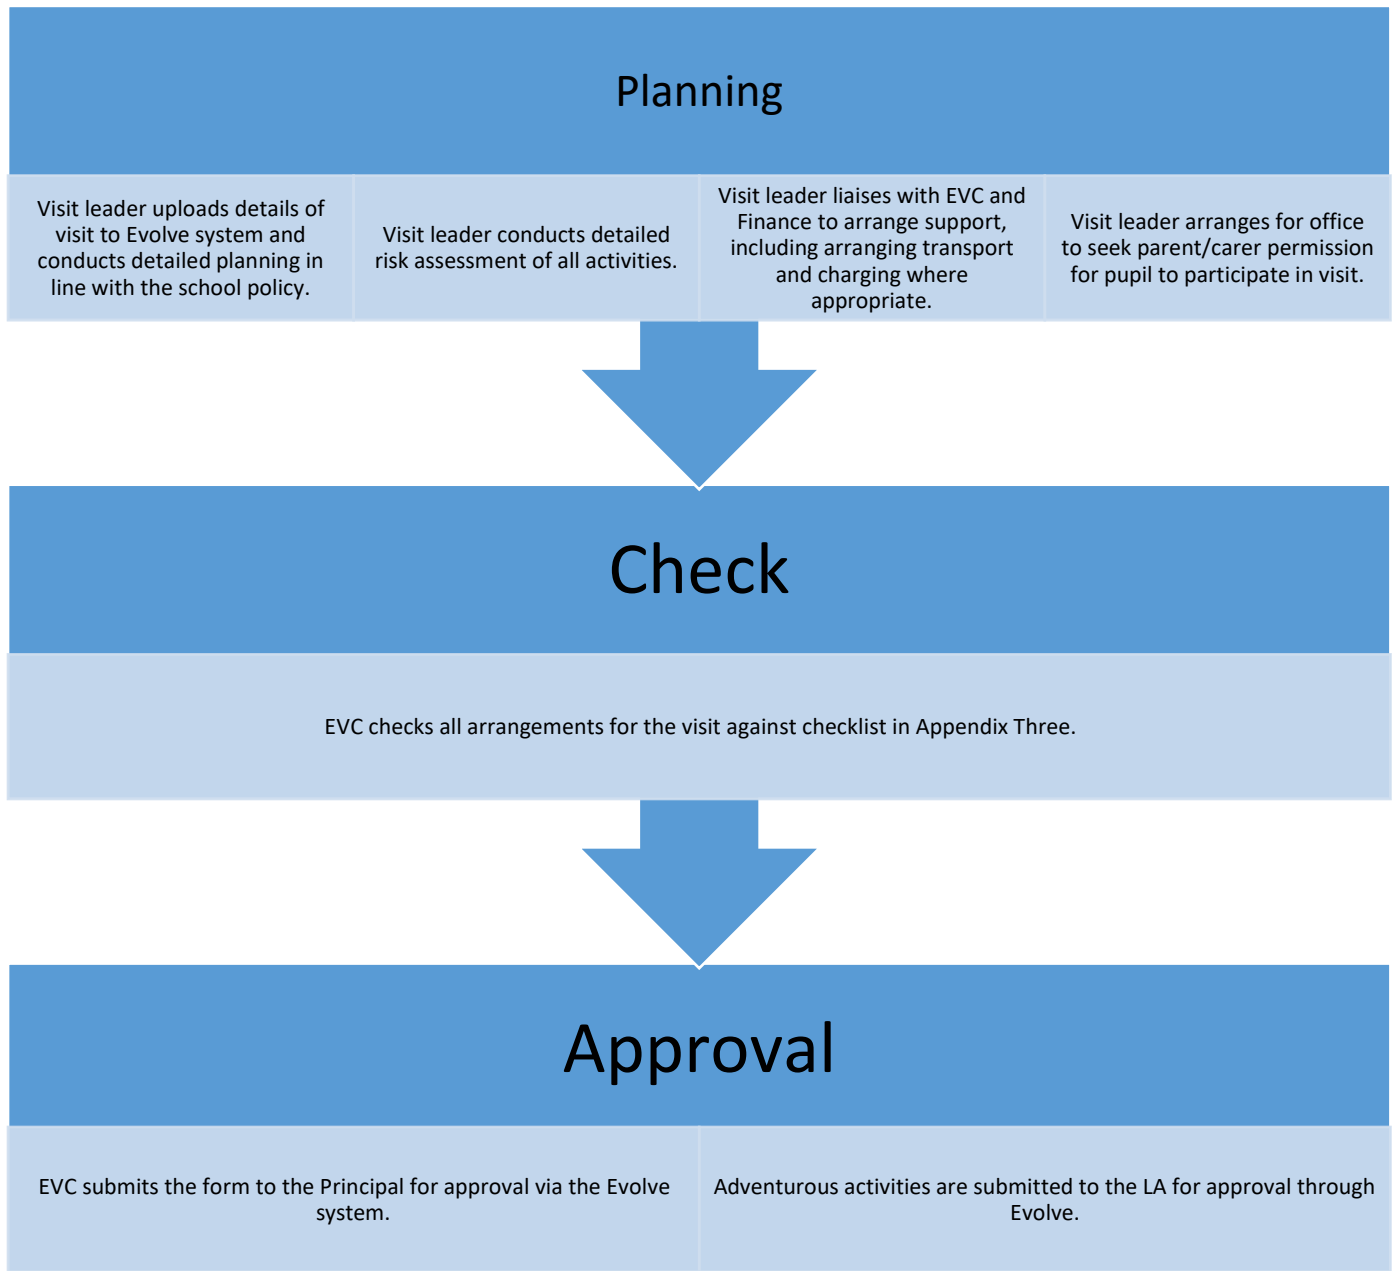 Planning
Visit leader uploads details of
visit to Evolve system and
conducts detailed planning in
line with the school policy.
Visit leader conducts detailed
risk assessment of all activities.
Visit leader liaises with EVC and
Finance to arrange support,
including arranging transport
and charging where
appropriate.
Visit leader arranges for office
to seek parent/carer permission
for pupil to participate in visit.
Check
EVC checks all arrangements for the visit against checklist in Appendix Three.
Approval
EVC submits the form to the Principal for approval via the Evolve
system.
Adventurous activities are submitted to the LA for approval through
Evolve.